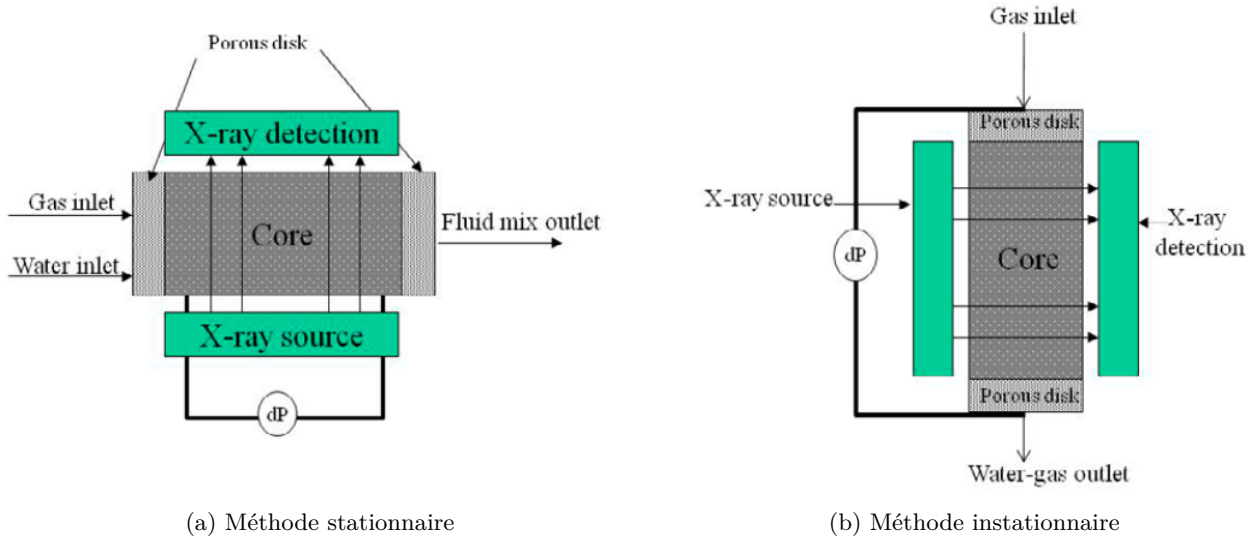 Porous disk
X-ray detection
Gas inlet
Core
Fluid mix outlet
Water inlet
X-ray source
dP
(a) Méthode stationnaire
Gas inlet
Porous disk
X-ray source
X-ray
detection
dP
Core
Porous disk
Water-gas outlet
(b) Méthode instationnaire